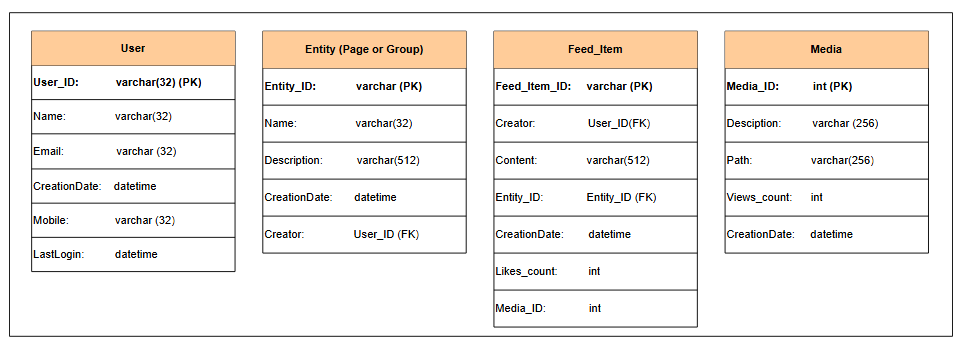 User
User_ID: varchar(32) (PK)
Name: varchar(32)
Email: varchar (32)
CreationDate: datetime
Mobile: varchar (32)
LastLogin: datetime
Entity (Page or Group)
Entity_ID: varchar (PK)
Name: varchar(32)
Description: varchar(512)
CreationDate: datetime
Creator: User_ID (FK)
Feed_Item
Feed_Item_ID: varchar (PK)
Creator: User_ID(FK)
Content: varchar(512)
Entity_ID: Entity_ID (FK)
CreationDate: datetime
Likes_count: int
Media_ID: int
Media
Media_ID: int (PK)
Desciption: varchar (256)
Path: varchar(256)
Views_count: int
CreationDate: datetime